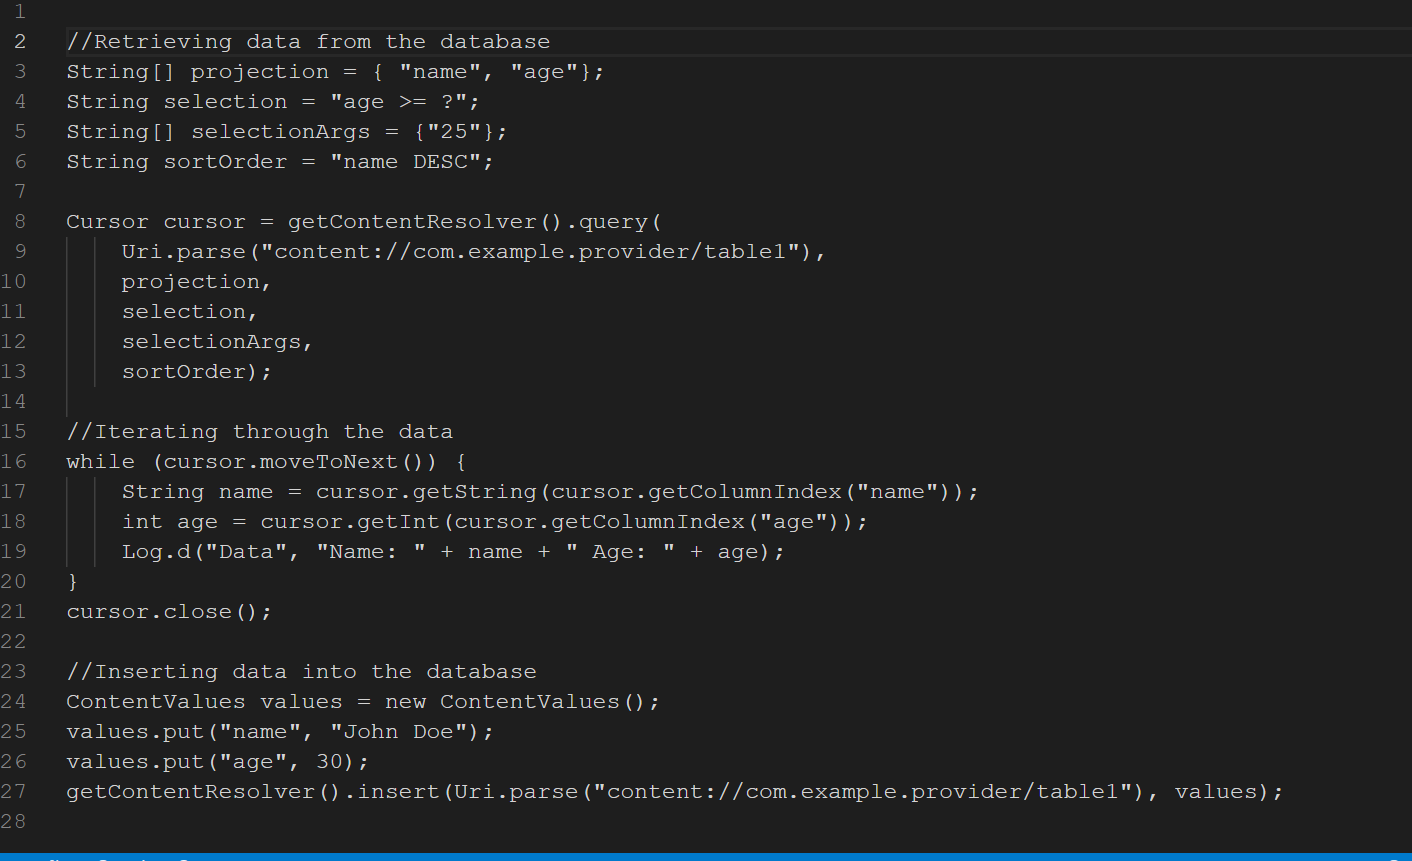 1
2 //Retrieving data from the database
3 String[] projection = { "name", "age"};
4 String selection = "age >= ?";
5 String[] selectionArgs = {"25"};
6 String sortOrder = "name DESC";
7
8 Cursor cursor = getContentResolver().query(
9 Uri.parse("content://com.example.provider/table1"),
10 projection,
11 selection,
12 selectionArgs,
13 sortOrder);
14
15 //Iterating through the data
16 while (cursor.moveToNext()) {
17 String name = cursor.getString(cursor.getColumnIndex("name"));
18 int age = cursor.getInt(cursor.getColumnIndex("age"));
19 Log.d("Data", "Name: " + name + " Age: " + age);
20 }
21 cursor.close();
22
23 //Inserting data into the database
24 ContentValues values = new ContentValues();
25 values.put("name", "John Doe");
26 values.put("age", 30);
27 getContentResolver().insert(Uri.parse("content://com.example.provider/table1"), values);
28